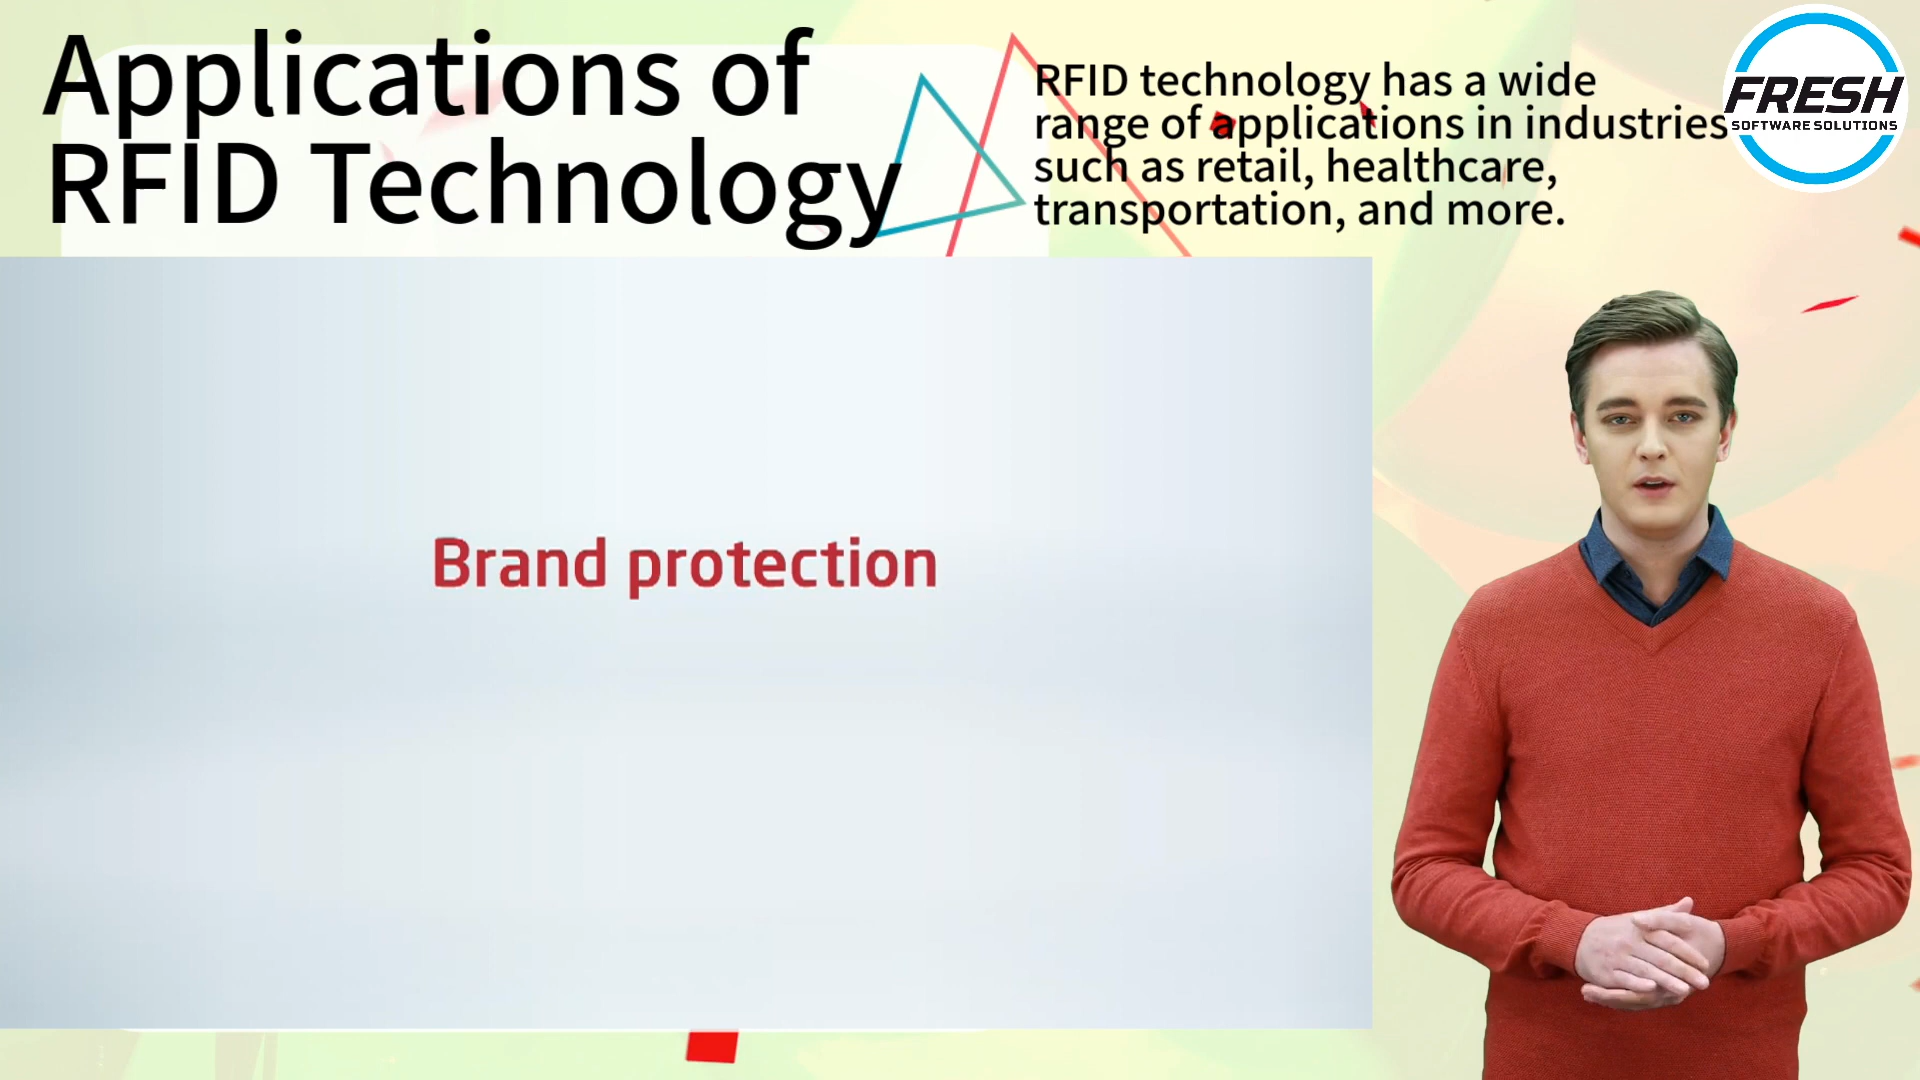 Applications of
RFID Technology
RFID technology has a wide
range of applications in industries
such as retail, healthcare,
transportation, and more.
FRESH
SOFTWARE SOLUTIONS
Brand protection